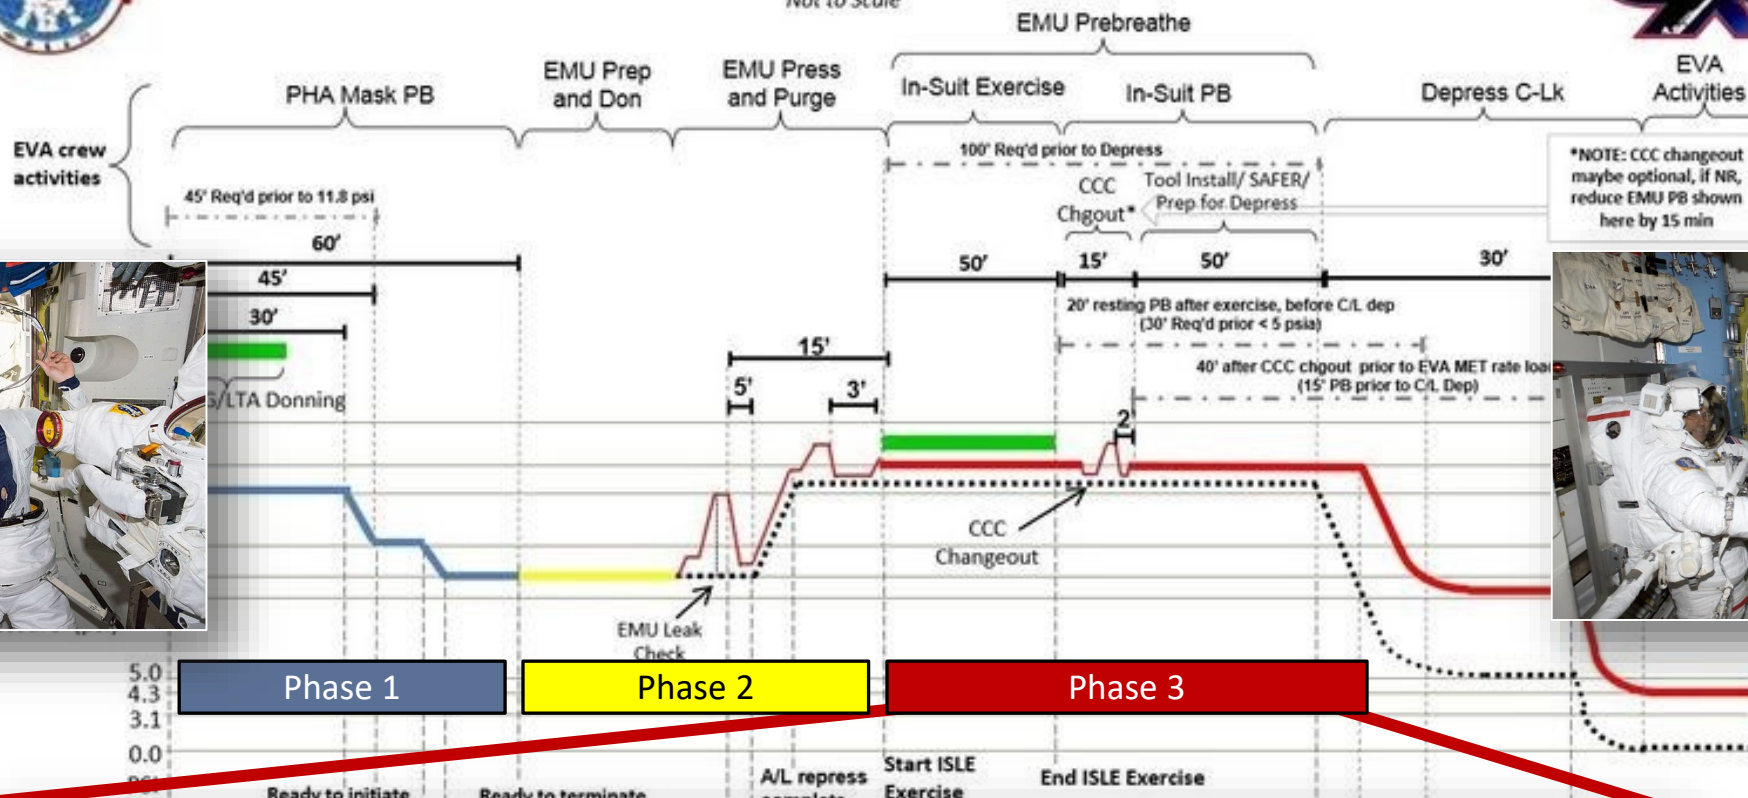 Not to Scale
EMU Prebreathe
EVA crew
activities
PHA Mask PB
EMU Prep
and Don
EMU Press
and Purge
In-Suit Exercise
In-Suit PB
Depress C-Lk
EVA
Activities
100' Req'd prior to Depress
*NOTE: CCC changeout
maybe optional, if NR,
reduce EMU PB shown
here by 15 min
45' Req'd prior to 11.8 psi
CCC
Chgout*
Tool Install/ SAFER/
Prep for Depress
60'
45'
30'
50'
15'
50'
30'
20' resting PB after exercise, before C/L dep
(30' Req'd prior < 5 psia)
15'
5'
3'
40' after CCC chgout prior to EVA MET rate
(15' PB prior to C/L Dep)
/LTA Donning
2
CCC
Changeout
EMU Leak
Check
5.0
4.3
3.1
0.0
Phase 1
Phase 2
Phase 3
Ready to initiate
Ready to terminate
A/L repress
complete
Start ISLE
Exercise
End ISLE Exercise